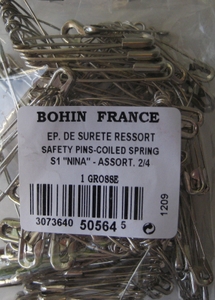 BOHIN FRANCE
EP. DE SURETE RESSORT
SAFETY PINS-COILED SPRING
S1 "NINA" - ASSORT. 2/4
1 GROSSE
3073640 50564 5
1209